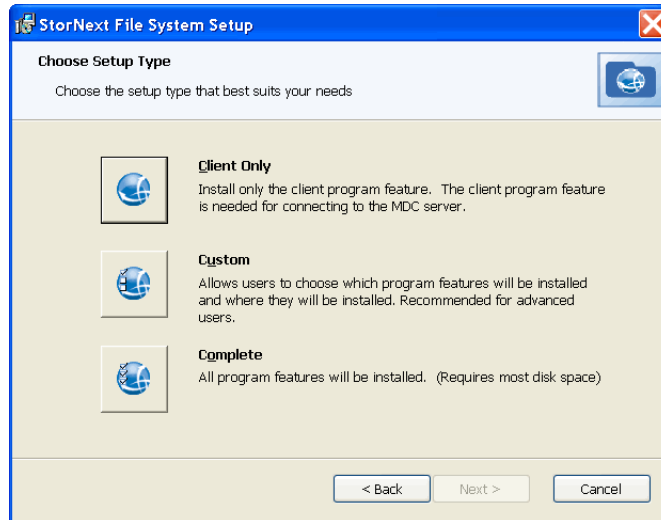 StorNext File System Setup
Choose Setup Type
Choose the setup type that best suits your needs
Client Only
Install only the client program feature. The client program feature
is needed for connecting to the MDC server.
Custom
Allows users to choose which program features will be installed
and where they will be installed. Recommended for advanced
users.
Complete
All program features will be installed. (Requires most disk space)
< Back
Next >
Cancel